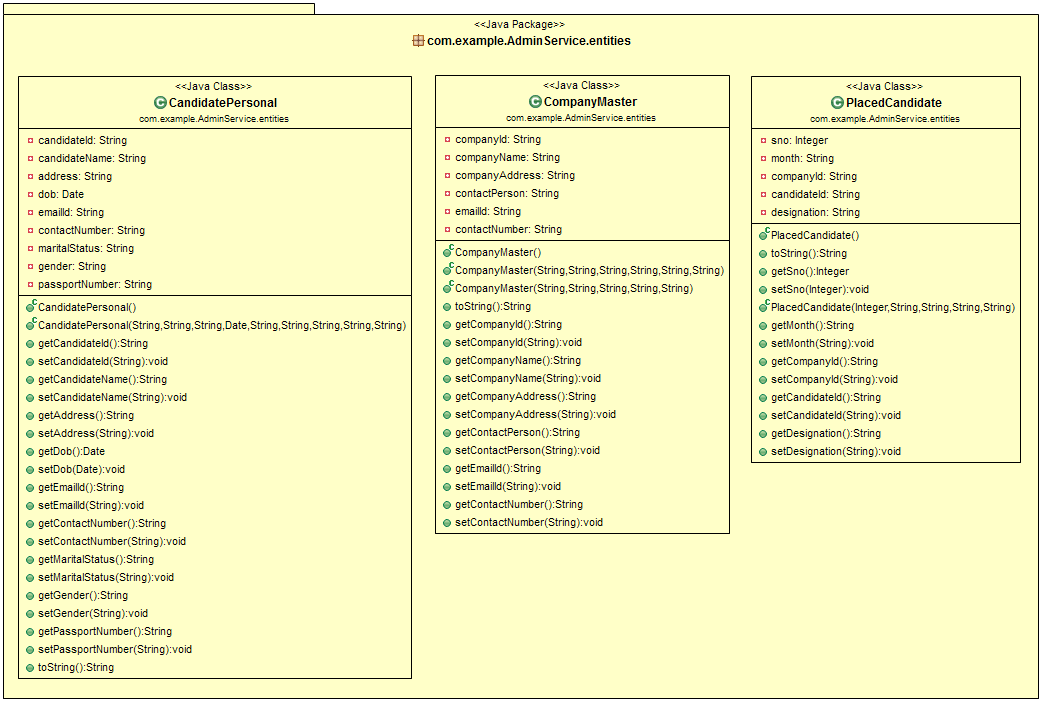 <<Java Package>>
com.example.AdminService.entities
<<Java Class>>
CandidatePersonal
com.example.AdminService.entities
candidateId: String
candidateName: String
address: String
dob: Date
emailId: String
contactNumber: String
maritalStatus: String
gender: String
passportNumber: String
CandidatePersonal()
CandidatePersonal(String,String,String,Date,String,String,String,String,String)
getCandidateId():String
setCandidateId(String):void
getCandidateName():String
setCandidateName(String):void
getAddress():String
setAddress(String):void
getDob():Date
setDob(Date):void
getEmailId():String
setEmailId(String):void
getContactNumber():String
setContactNumber(String):void
getMaritalStatus():String
setMaritalStatus(String):void
getGender():String
setGender(String):void
getPassportNumber():String
setPassportNumber(String):void
toString():String
<<Java Class>>
CompanyMaster
com.example.AdminService.entities
companyId: String
companyName: String
companyAddress: String
contactPerson: String
emailId: String
contactNumber: String
CompanyMaster()
CompanyMaster(String,String,String,String,String,String)
CompanyMaster(String,String,String,String,String)
toString():String
getCompanyId():String
setCompanyId(String):void
getCompanyName():String
setCompanyName(String):void
getCompanyAddress():String
setCompanyAddress(String):void
getContactPerson():String
setContactPerson(String):void
getEmailId():String
setEmailId(String):void
getContactNumber():String
setContactNumber(String):void
<<Java Class>>
PlacedCandidate
com.example.AdminService.entities
sno: Integer
month: String
companyId: String
candidateId: String
designation: String
PlacedCandidate()
toString():String
getSno():Integer
setSno(Integer):void
PlacedCandidate(Integer,String,String,String,String)
getMonth():String
setMonth(String):void
getCompanyId():String
setCompanyId(String):void
getCandidateId():String
setCandidateId(String):void
getDesignation():String
setDesignation(String):void